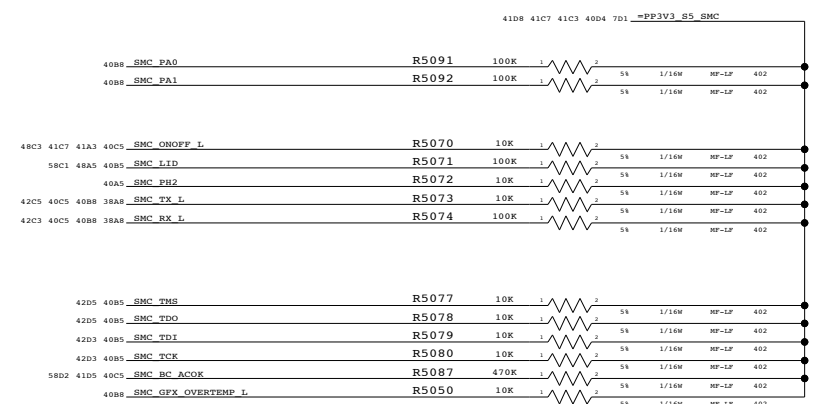 41D8 41C7 41C3 40D4 7D1 =PP3V3_S5_SMC
40B8 SMC_PA0 R5091 100K 1 2
5% 1/16W MF-LF 402
40B8 SMC_PA1 R5092 100K 1 2
5% 1/16W MF-LF 402
48C3 41C7 41A3 40C5 SMC_ONOFF_L R5070 10K 1 2
5% 1/16W MF-LF 402
58C1 48A5 40B5 SMC_LID R5071 100K 1 2
5% 1/16W MF-LF 402
40A5 SMC_PH2 R5072 10K 1 2
5% 1/16W MF-LF 402
42C5 40C5 40B8 38A8 SMC_TX_L R5073 10K 1 2
5% 1/16W MF-LF 402
42C3 40C5 40B8 38A8 SMC_RX_L R5074 100K 1 2
5% 1/16W MF-LF 402
42D5 40B5 SMC_TMS R5077 10K 1 2
5% 1/16W MF-LF 402
42D5 40B5 SMC_TDO R5078 10K 1 2
5% 1/16W MF-LF 402
42D3 40B5 SMC_TDI R5079 10K 1 2
5% 1/16W MF-LF 402
42D3 40B5 SMC_TCK R5080 10K 1 2
5% 1/16W MF-LF 402
58D2 41D5 40C5 SMC_BC_ACOK R5087 470K 1 2
5% 1/16W MF-LF 402
40B8 SMC_GFX_OVERTEMP_L R5050 10K 1 2
5% 1/16W MF-LF 402